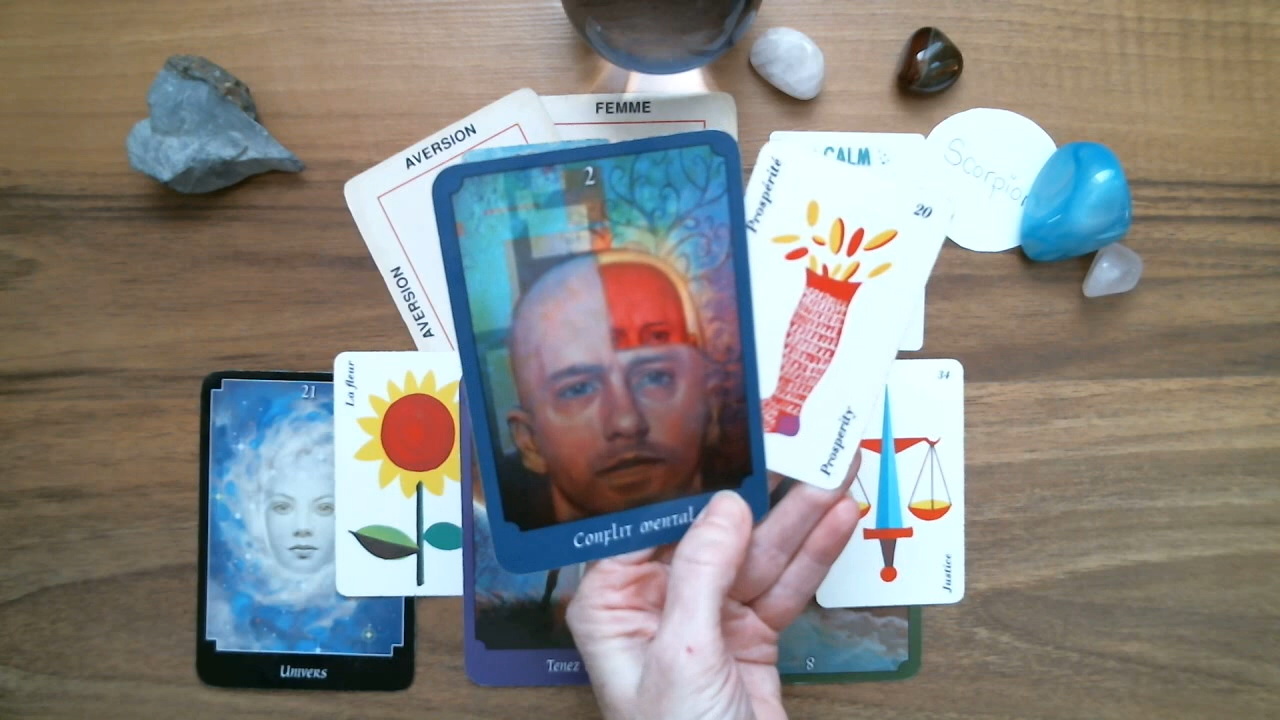 FEMME
AVERSION
AVERSION
CALM
Scorpion
2
Prospérité
20
Prosperity
Conflit mental
21
Univers
La fleur
34
Justice
Tenez
8